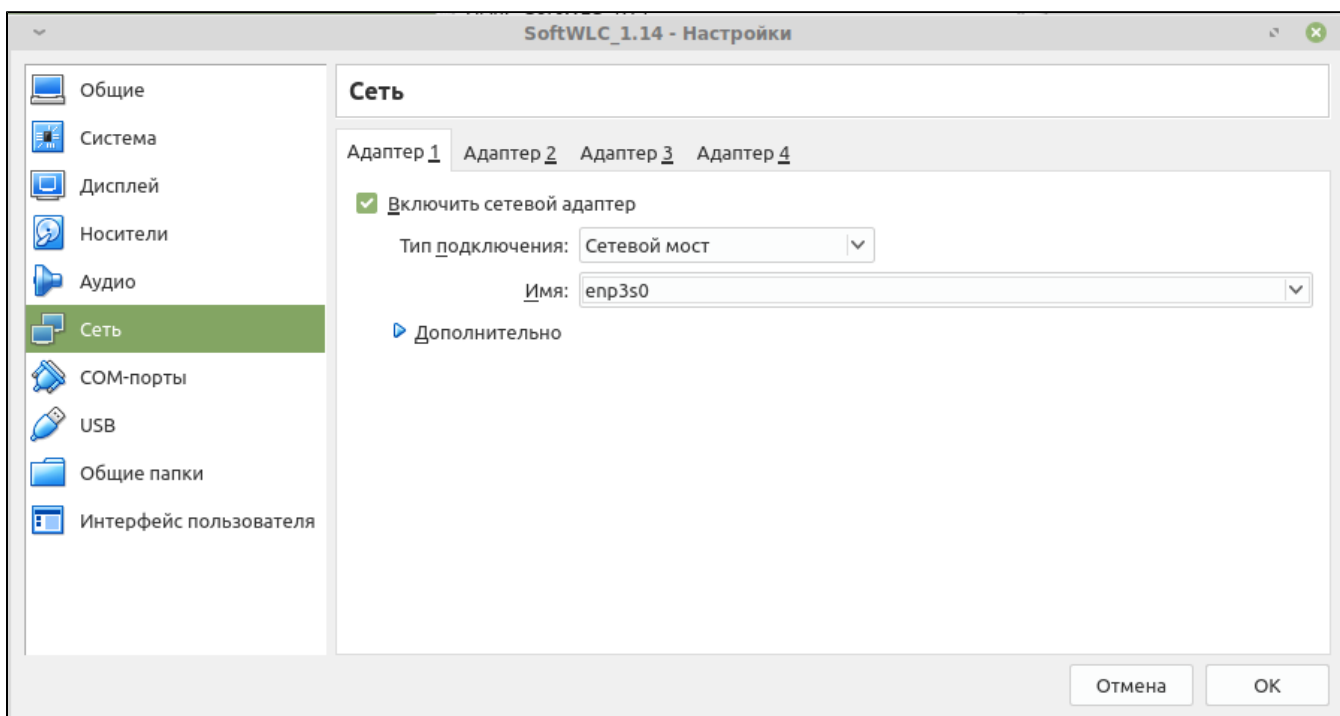 SoftWLC_1.14 - Настройки
Общие
Система
Дисплей
Носители
Аудио
Сеть
COM-порты
USB
Общие папки
Интерфейс пользователя
Сеть
Адаптер 1 Адаптер 2 Адаптер 3 Адаптер 4
Включить сетевой адаптер
Тип подключения: Сетевой мост
Имя: enp3s0
Дополнительно
Отмена OK